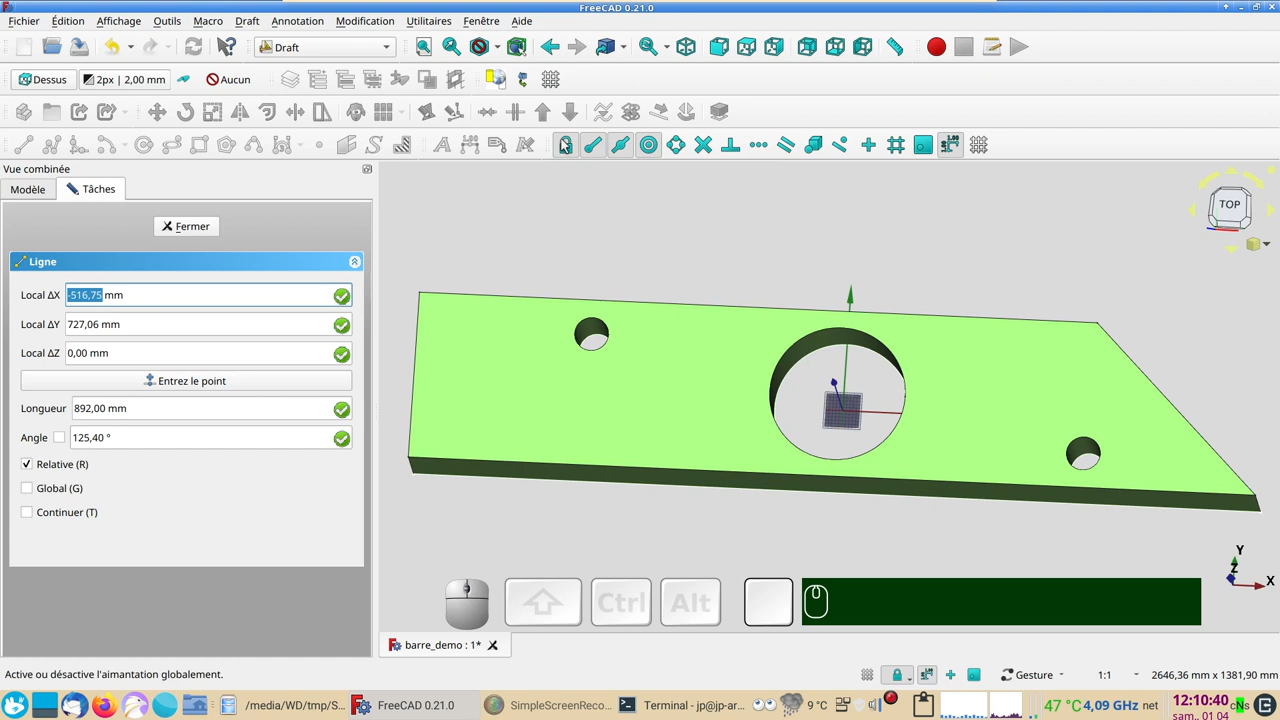 FreeCAD 0.21.0
Fichier Édition Affichage Outils Macro Draft Annotation Modification Utilitaires Fenêtre Aide
Draft
Dessus 2px | 2,00 mm Aucun
Vue combinée
Modèle Tâches
Fermer
Ligne
Local ΔX -516,75 mm
Local ΔY 727,06 mm
Local ΔZ 0,00 mm
Entrez le point
Longueur 892,00 mm
Angle 125,40 °
Relative (R)
Global (G)
Continuer (T)
TOP
Y
Z
X
Ctrl Alt
barre_demo : 1*
Active ou désactive l'aimantation globalement.
Gesture 1:1 2646,36 mm x 1381,90 mm
/media/WD/tmp/S... FreeCAD 0.21.0 SimpleScreenReco... Terminal - jp@jp-ar... 9 °C 47 °C 4,09 GHz net 12:10:40
sam., 01 04